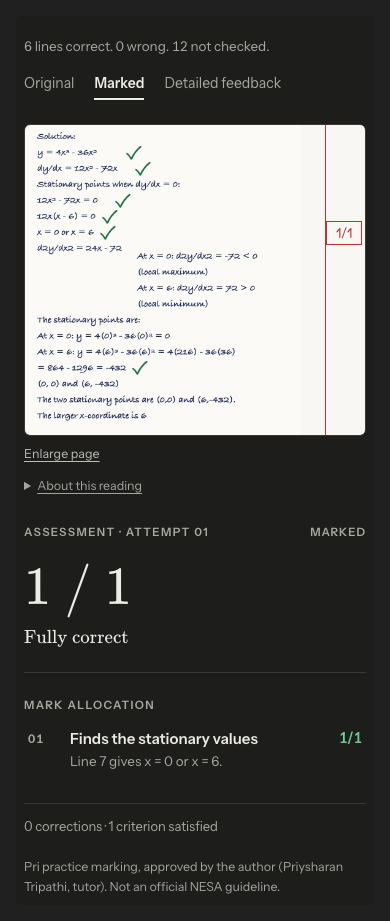 6 lines correct. 0 wrong. 12 not checked.
Original Marked Detailed feedback
Solution:
y = 4x³ - 36x²
dy/dx = 12x² - 72x
Stationary points when dy/dx = 0:
12x² - 72x = 0
12x(x - 6) = 0
x = 0 or x = 6
d2y/dx2 = 24x - 72
At x = 0: d2y/dx2 = -72 < 0
(local maximum)
At x = 6: d2y/dx2 = 72 > 0
(local minimum)
The stationary points are:
At x = 0: y = 4(0)³ - 36(0)² = 0
At x = 6: y = 4(6)³ - 36(6)² = 4(216) - 36(36)
= 864 - 1296 = -432
(0, 0) and (6, -432)
The two stationary points are (0,0) and (6,-432).
The larger x-coordinate is 6
1/1
Enlarge page
About this reading
ASSESSMENT · ATTEMPT 01 MARKED
1 / 1
Fully correct
MARK ALLOCATION
01 Finds the stationary values 1/1
Line 7 gives x = 0 or x = 6.
0 corrections · 1 criterion satisfied
Pri practice marking, approved by the author (Priysharan
Tripathi, tutor). Not an official NESA guideline.